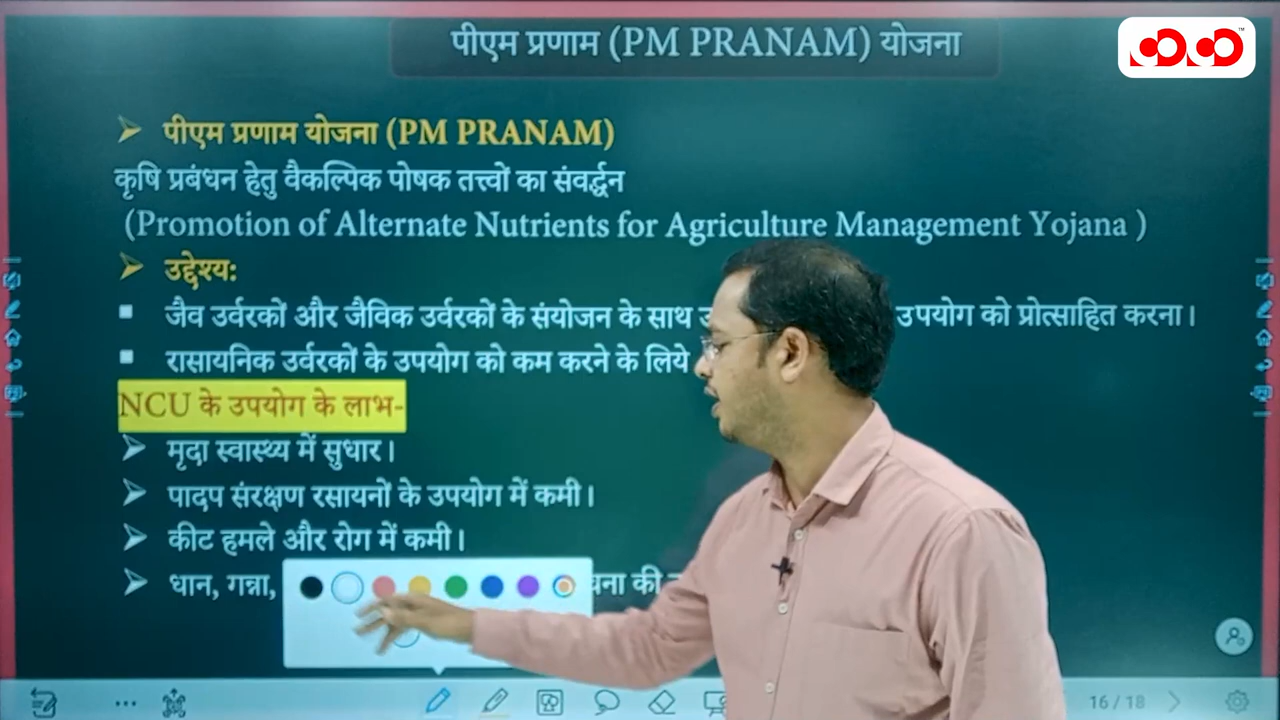 पीएम प्रणाम (PM PRANAM) योजना
पीएम प्रणाम योजना (PM PRANAM)
कृषि प्रबंधन हेतु वैकल्पिक पोषक तत्त्वों का संवर्द्धन
(Promotion of Alternate Nutrients for Agriculture Management Yojana )
उद्देश्य:
जैव उर्वरकों और जैविक उर्वरकों के संयोजन के साथ उपयोग को प्रोत्साहित करना।
रासायनिक उर्वरकों के उपयोग को कम करने के लिये
NCU के उपयोग के लाभ-
मृदा स्वास्थ्य में सुधार।
पादप संरक्षण रसायनों के उपयोग में कमी।
कीट हमले और रोग में कमी।
धान, गन्ना, की
16/18